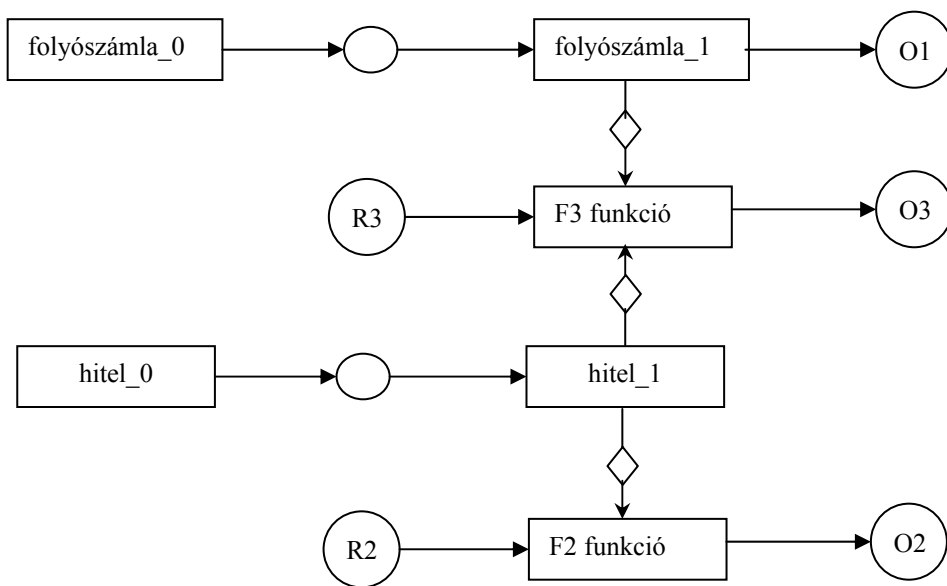 folyószámla_0
folyószámla_1
O1
R3
F3 funkció
O3
hitel_0
hitel_1
R2
F2 funkció
O2